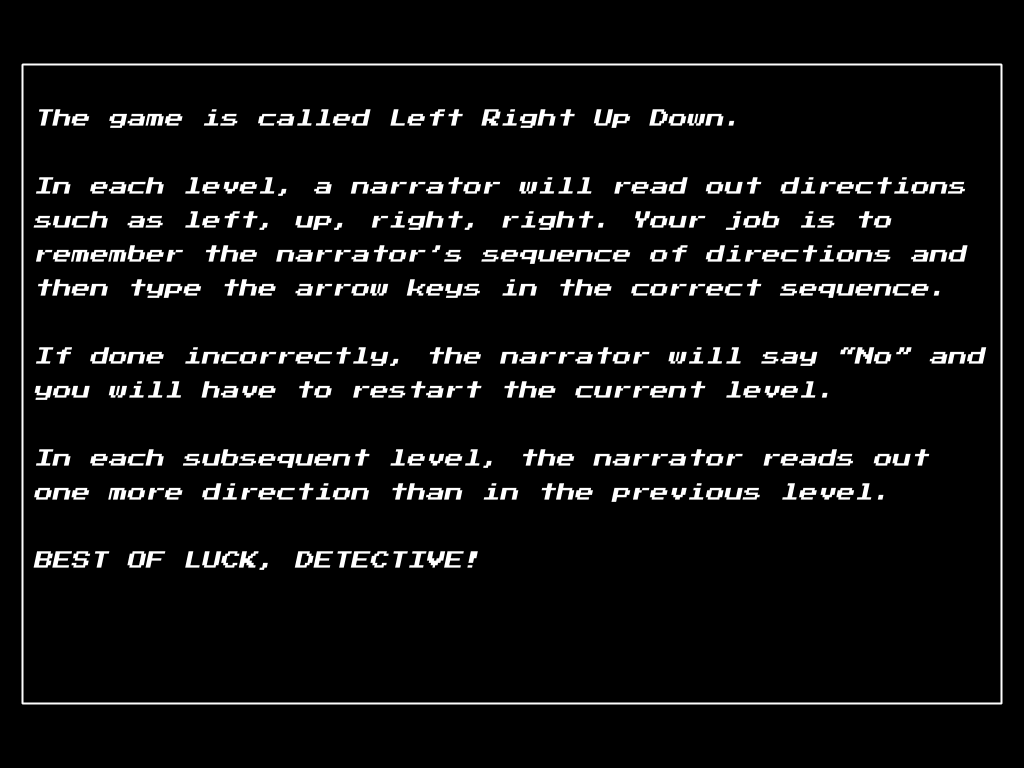 The game is called Left Right Up Down.
In each level, a narrator will read out directions
such as left, up, right, right. Your job is to
remember the narrator's sequence of directions and
then type the arrow keys in the correct sequence.
If done incorrectly, the narrator will say “No” and
you will have to restart the current level.
In each subsequent level, the narrator reads out
one more direction than in the previous level.
BEST OF LUCK, DETECTIVE!